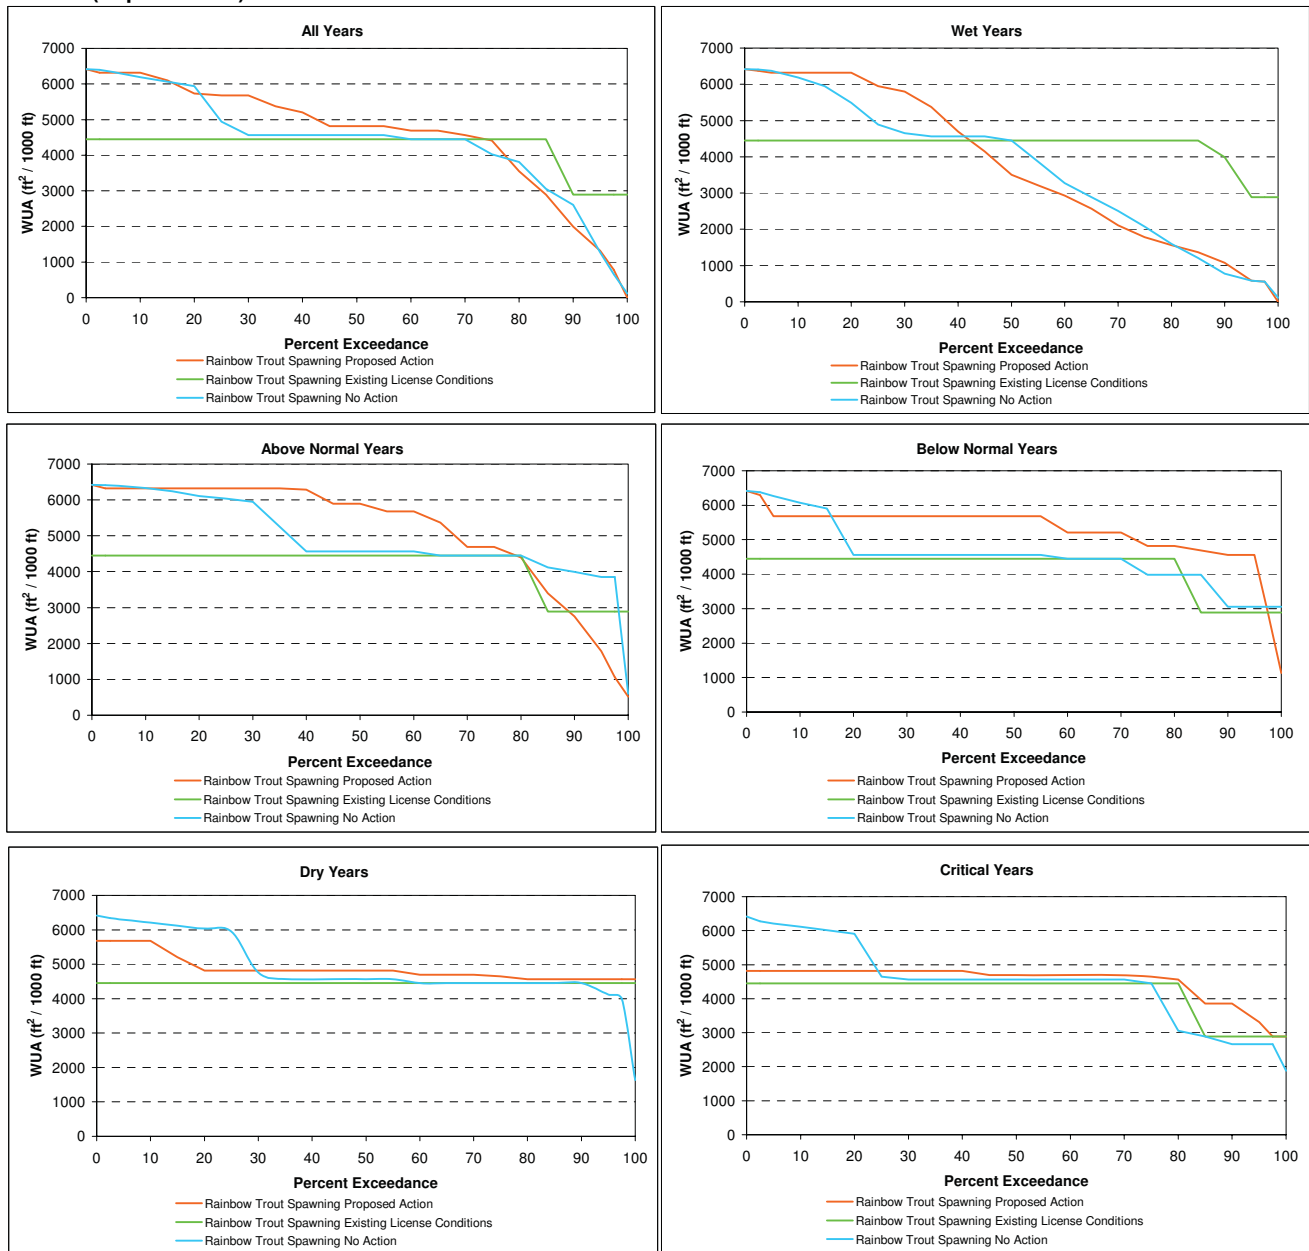 All Years
7000
6000
5000
4000
3000
2000
1000
0
WUA (ft² / 1000 ft)
0 10 20 30 40 50 60 70 80 90 100
Percent Exceedance
Rainbow Trout Spawning Proposed Action
Rainbow Trout Spawning Existing License Conditions
Rainbow Trout Spawning No Action
Wet Years
7000
6000
5000
4000
3000
2000
1000
0
WUA (ft² / 1000 ft)
0 10 20 30 40 50 60 70 80 90 100
Percent Exceedance
Rainbow Trout Spawning Proposed Action
Rainbow Trout Spawning Existing License Conditions
Rainbow Trout Spawning No Action
Above Normal Years
7000
6000
5000
4000
3000
2000
1000
0
WUA (ft² / 1000 ft)
0 10 20 30 40 50 60 70 80 90 100
Percent Exceedance
Rainbow Trout Spawning Proposed Action
Rainbow Trout Spawning Existing License Conditions
Rainbow Trout Spawning No Action
Below Normal Years
7000
6000
5000
4000
3000
2000
1000
0
WUA (ft² / 1000 ft)
0 10 20 30 40 50 60 70 80 90 100
Percent Exceedance
Rainbow Trout Spawning Proposed Action
Rainbow Trout Spawning Existing License Conditions
Rainbow Trout Spawning No Action
Dry Years
7000
6000
5000
4000
3000
2000
1000
0
WUA (ft² / 1000 ft)
0 10 20 30 40 50 60 70 80 90 100
Percent Exceedance
Rainbow Trout Spawning Proposed Action
Rainbow Trout Spawning Existing License Conditions
Rainbow Trout Spawning No Action
Critical Years
7000
6000
5000
4000
3000
2000
1000
0
WUA (ft² / 1000 ft)
0 10 20 30 40 50 60 70 80 90 100
Percent Exceedance
Rainbow Trout Spawning Proposed Action
Rainbow Trout Spawning Existing License Conditions
Rainbow Trout Spawning No Action